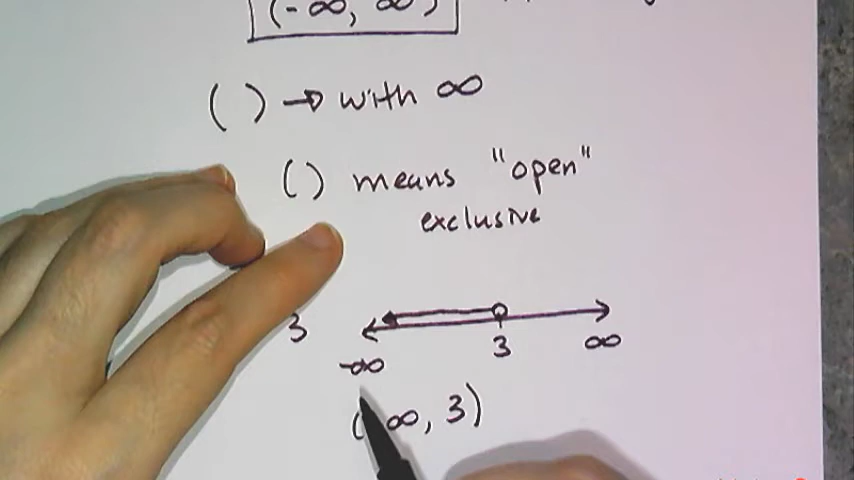 (-∞, ∞)
( ) → with ∞
( ) means "open"
exclusive
3
3
-∞ ∞
( ∞, 3)